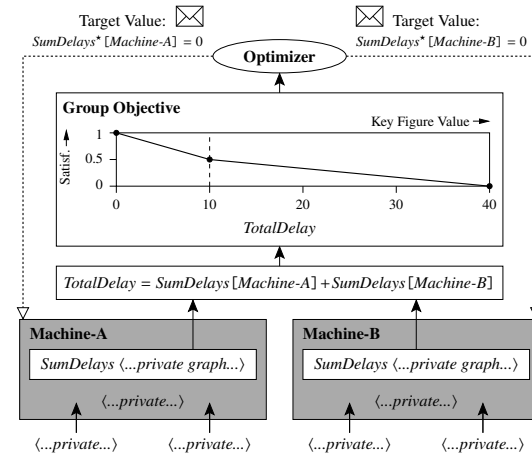 Target Value:
SumDelays*[Machine-A] = 0
Target Value:
SumDelays*[Machine-B] = 0
Optimizer
Group Objective
Key Figure Value
Satisf.
1
0.5
0
0 10 20 30 40
TotalDelay
TotalDelay = SumDelays[Machine-A] + SumDelays[Machine-B]
Machine-A
SumDelays ⟨...private graph...⟩
⟨...private...⟩
⟨...private...⟩ ⟨...private...⟩
Machine-B
SumDelays ⟨...private graph...⟩
⟨...private...⟩
⟨...private...⟩ ⟨...private...⟩